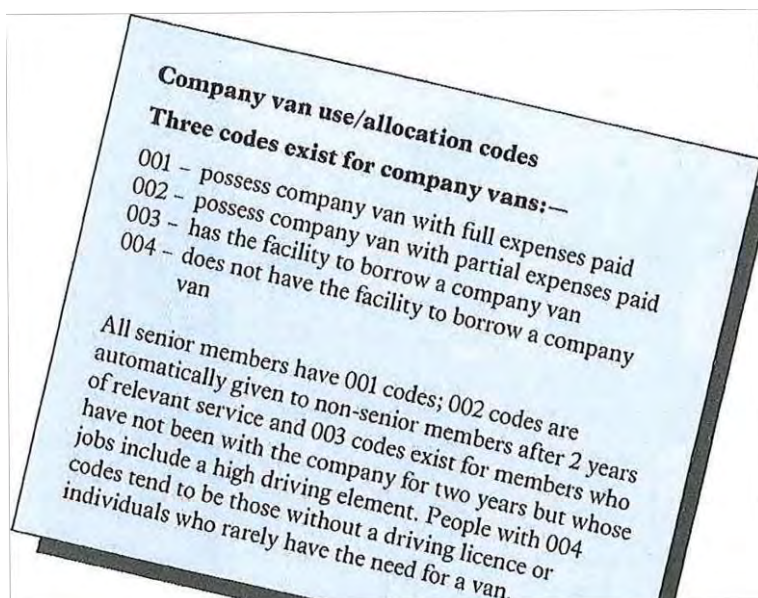 Company van use/allocation codes
Three codes exist for company vans:—
001 – possess company van with full expenses paid
002 – possess company van with partial expenses paid
003 – has the facility to borrow a company van
004 – does not have the facility to borrow a company
van
All senior members have 001 codes; 002 codes are
automatically given to non-senior members after 2 years
of relevant service and 003 codes exist for members who
have not been with the company for two years but whose
jobs include a high driving element. People with 004
codes tend to be those without a driving licence or
individuals who rarely have the need for a van.